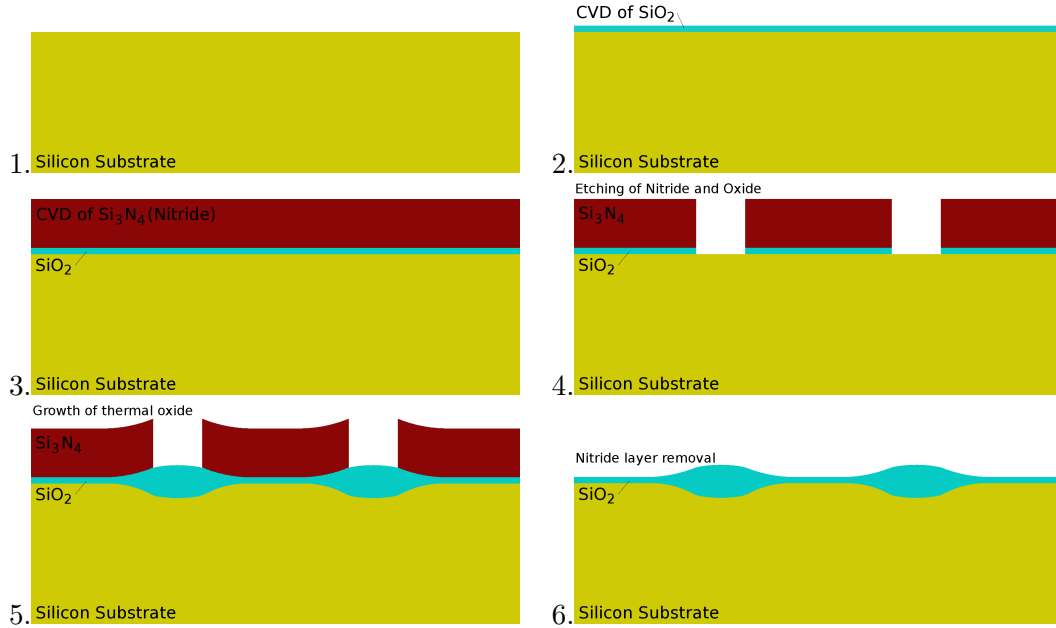 1.
Silicon Substrate
CVD of SiO₂
2.
Silicon Substrate
CVD of Si₃N₄(Nitride)
SiO₂
3.
Silicon Substrate
Etching of Nitride and Oxide
Si₃N₄
SiO₂
4.
Silicon Substrate
Growth of thermal oxide
Si₃N₄
SiO₂
5.
Silicon Substrate
Nitride layer removal
SiO₂
6.
Silicon Substrate